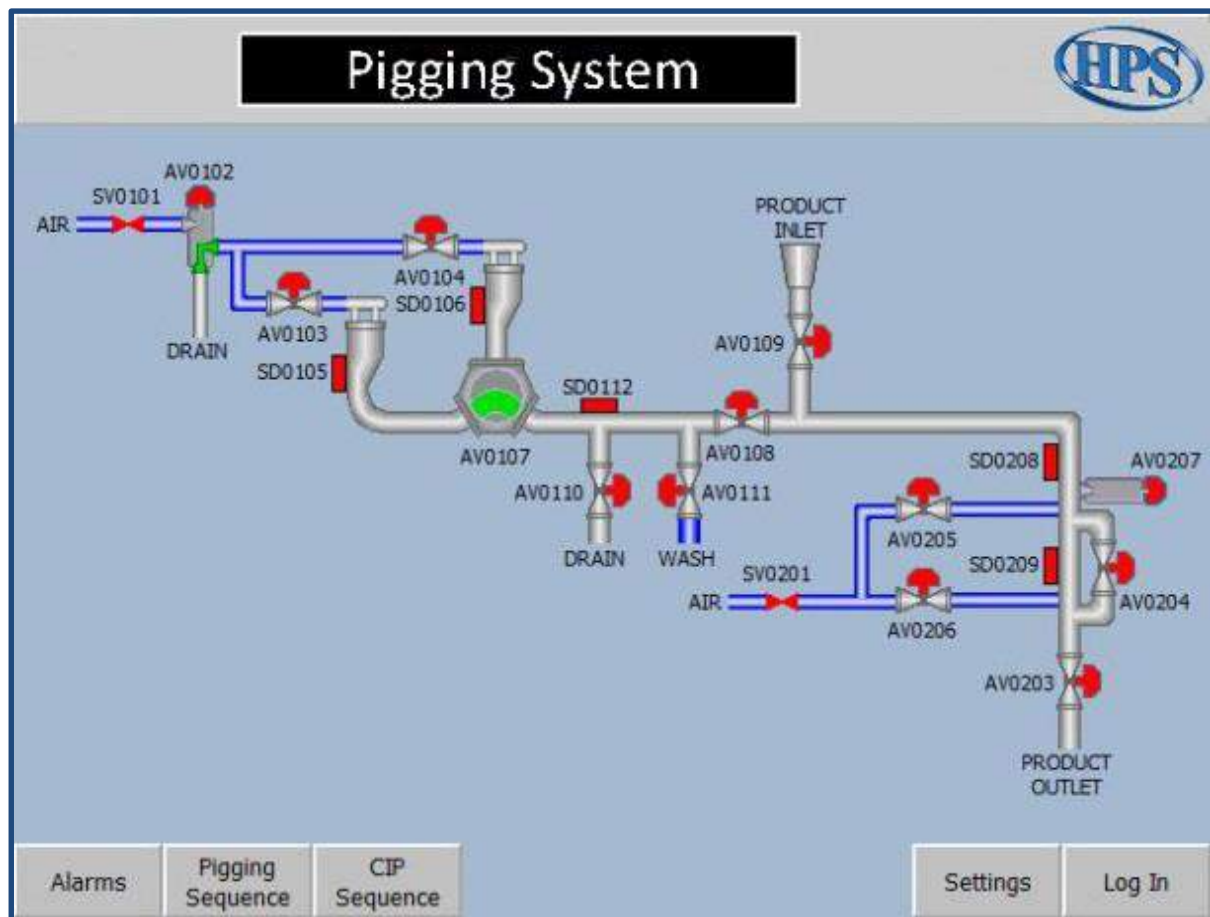 Pigging System
HPS
AV0102
SV0101
AIR
PRODUCT
INLET
AV0104
SD0106
AV0103
DRAIN
SD0105
AV0109
SD0112
AV0107
AV0108
SD0208
AV0207
AV0110
AV0111
AV0205
DRAIN
WASH
SV0201
SD0209
AIR
AV0204
AV0206
AV0203
PRODUCT
OUTLET
Alarms
Pigging
Sequence
CIP
Sequence
Settings
Log In